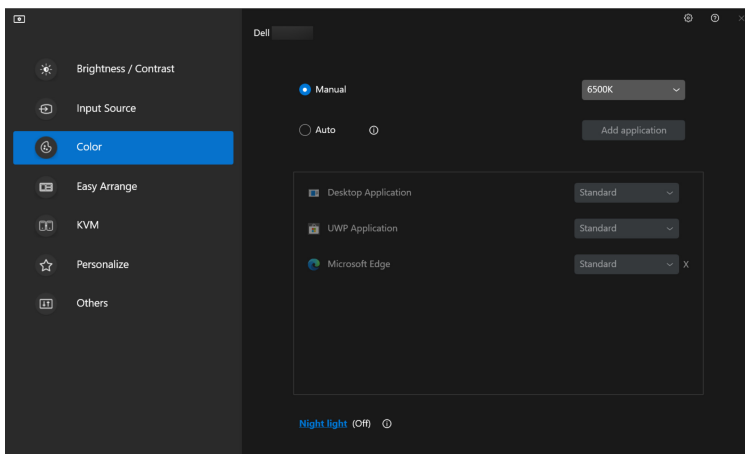 Dell
Brightness / Contrast
Input Source
Color
Easy Arrange
KVM
Personalize
Others
Manual
6500K
Auto
Add application
Desktop Application
Standard
UWP Application
Standard
Microsoft Edge
Standard
X
Night light (Off)